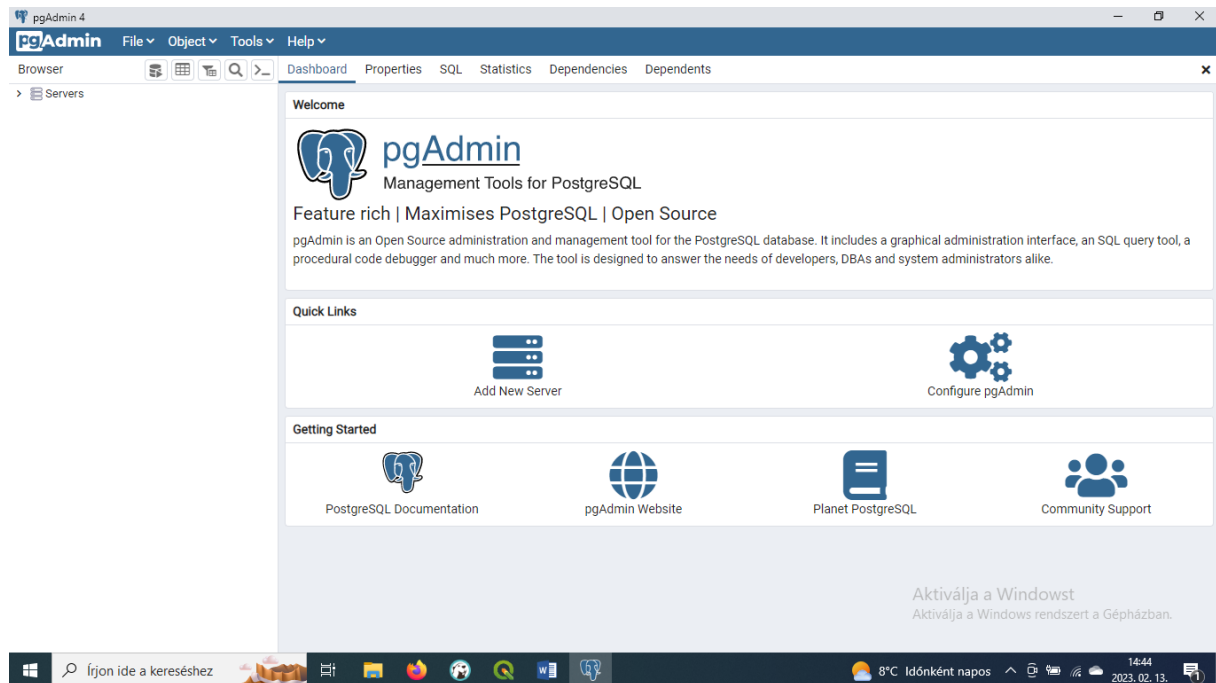 pgAdmin 4
pgAdmin File Object Tools Help
Browser
Dashboard Properties SQL Statistics Dependencies Dependents
Servers
Welcome
pgAdmin
Management Tools for PostgreSQL
Feature rich | Maximises PostgreSQL | Open Source
pgAdmin is an Open Source administration and management tool for the PostgreSQL database. It includes a graphical administration interface, an SQL query tool, a
procedural code debugger and much more. The tool is designed to answer the needs of developers, DBAs and system administrators alike.
Quick Links
Add New Server
Configure pgAdmin
Getting Started
PostgreSQL Documentation
pgAdmin Website
Planet PostgreSQL
Community Support
Aktiválja a Windowst
Aktiválja a Windows rendszert a Gépházban.
Írjon ide a kereséshez
8°C Időnként napos
14:44
2023. 02. 13.
1